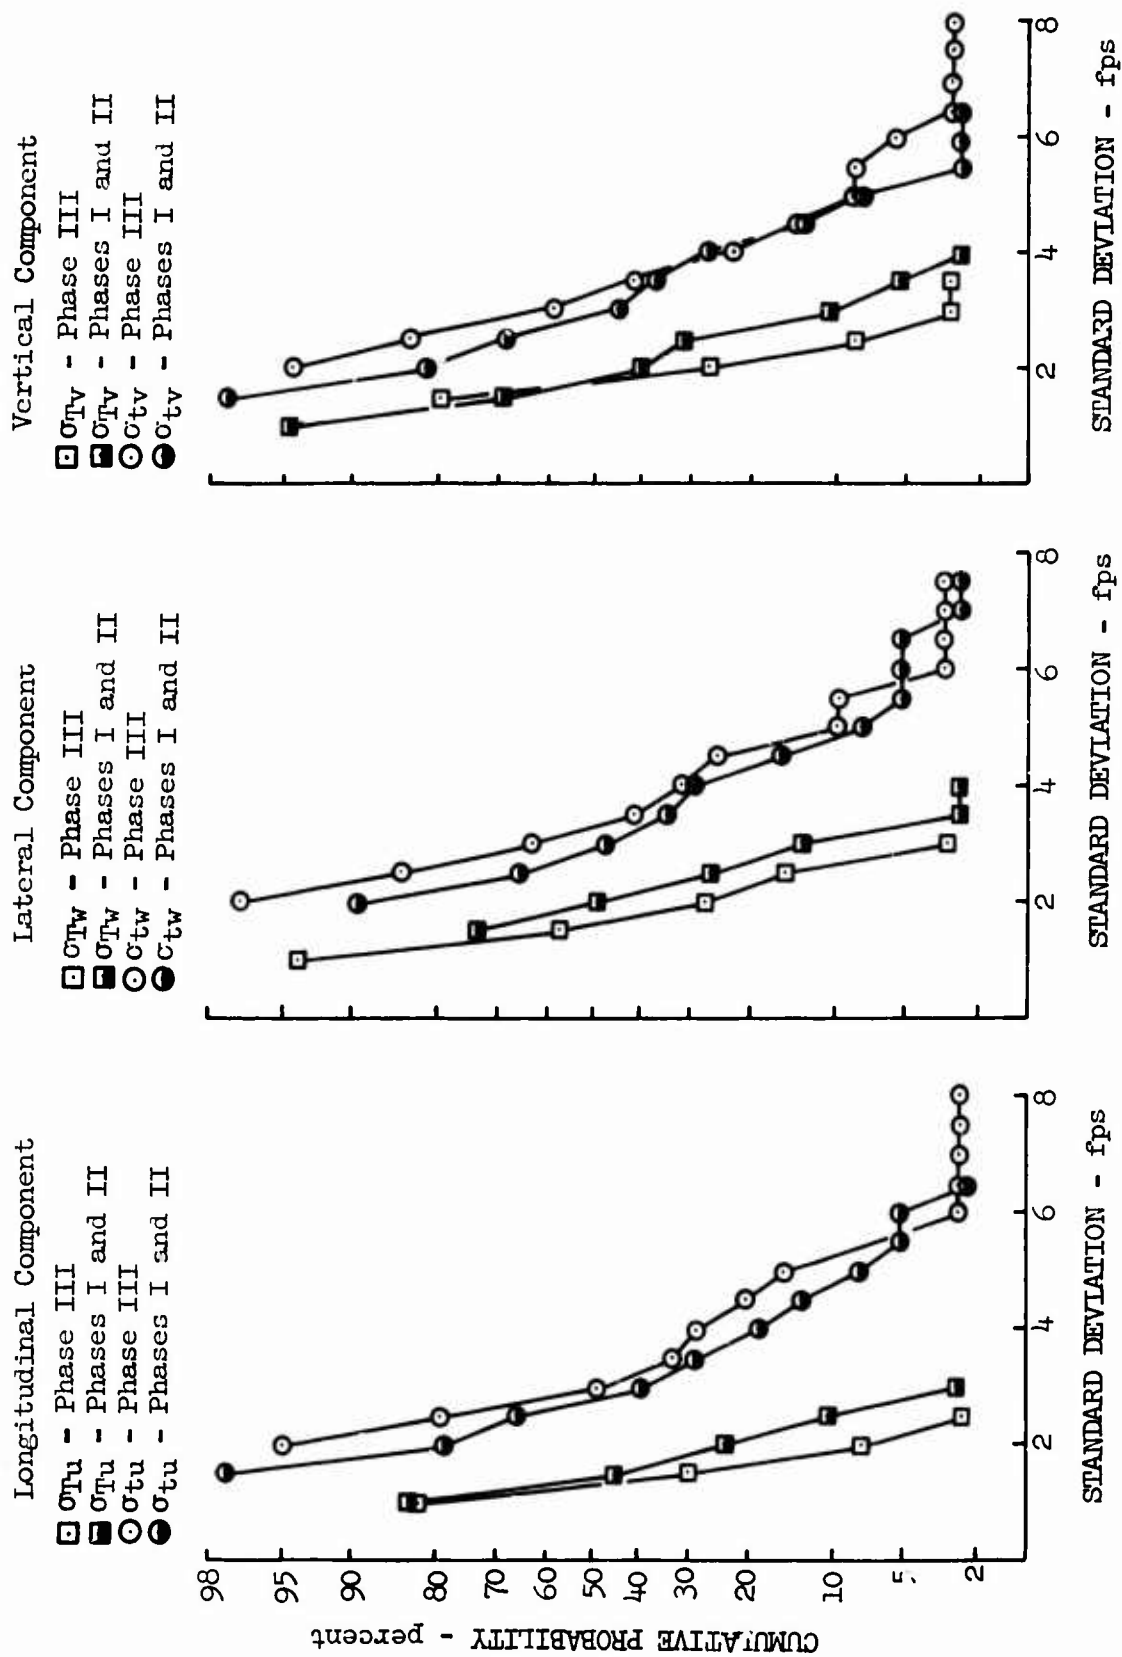 Longitudinal Component
σTu - Phase III
σTu - Phases I and II
σtu - Phase III
σtu - Phases I and II
Lateral Component
σTw - Phase III
σTw - Phases I and II
σtw - Phase III
σtw - Phases I and II
Vertical Component
σTv - Phase III
σTv - Phases I and II
σtv - Phase III
σtv - Phases I and II
CUMULATIVE PROBABILITY - percent
98
95
90
80
70
60
50
40
30
20
10
5
2
2
4
6
8
STANDARD DEVIATION - fps
2
4
6
8
STANDARD DEVIATION - fps
2
4
6
8
STANDARD DEVIATION - fps